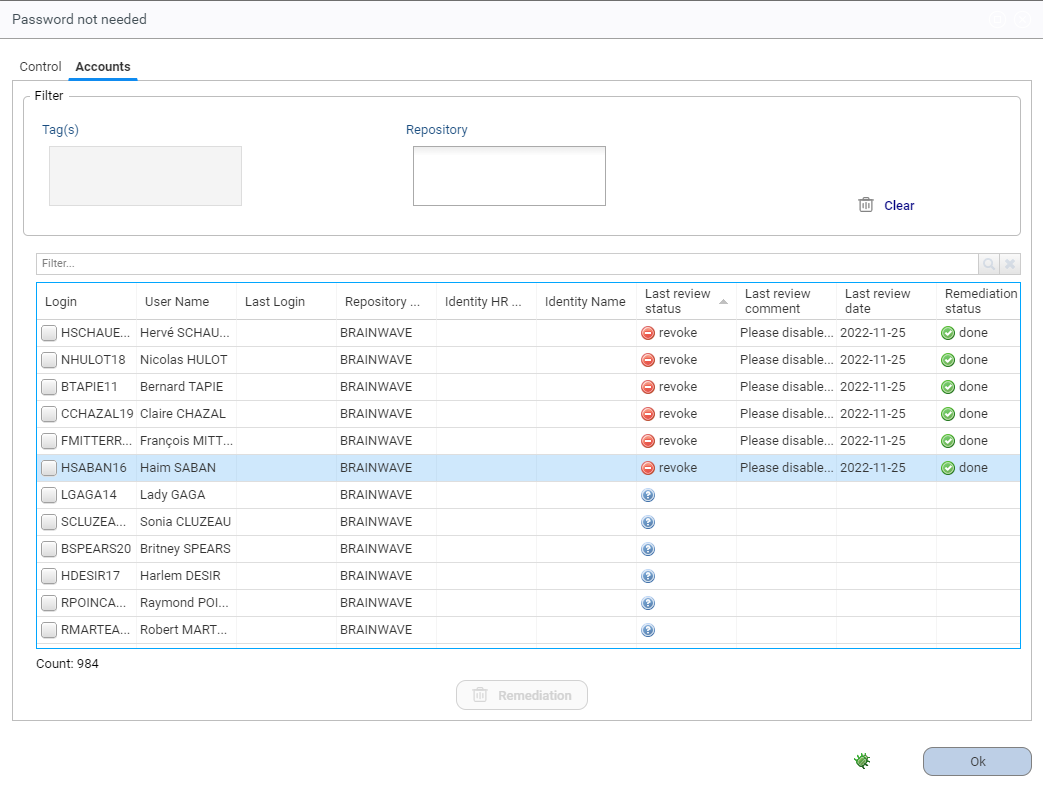 Password not needed
Control Accounts
Filter
Tag(s) Repository
Clear
Filter...
Login User Name Last Login Repository ... Identity HR ... Identity Name Last review status Last review comment Last review date Remediation status
HSCHAUE... Hervé SCHAU... BRAINWAVE revoke Please disable... 2022-11-25 done
NHULOT18 Nicolas HULOT BRAINWAVE revoke Please disable... 2022-11-25 done
BTAPIE11 Bernard TAPIE BRAINWAVE revoke Please disable... 2022-11-25 done
CCHAZAL19 Claire CHAZAL BRAINWAVE revoke Please disable... 2022-11-25 done
FMITTERR... François MITT... BRAINWAVE revoke Please disable... 2022-11-25 done
HSABAN16 Haim SABAN BRAINWAVE revoke Please disable... 2022-11-25 done
LGAGA14 Lady GAGA BRAINWAVE
SCLUZEA... Sonia CLUZEAU BRAINWAVE
BSPEARS20 Britney SPEARS BRAINWAVE
HDESIR17 Harlem DESIR BRAINWAVE
RPOINCA... Raymond POI... BRAINWAVE
RMARTEA... Robert MART... BRAINWAVE
Count: 984
Remediation
Ok